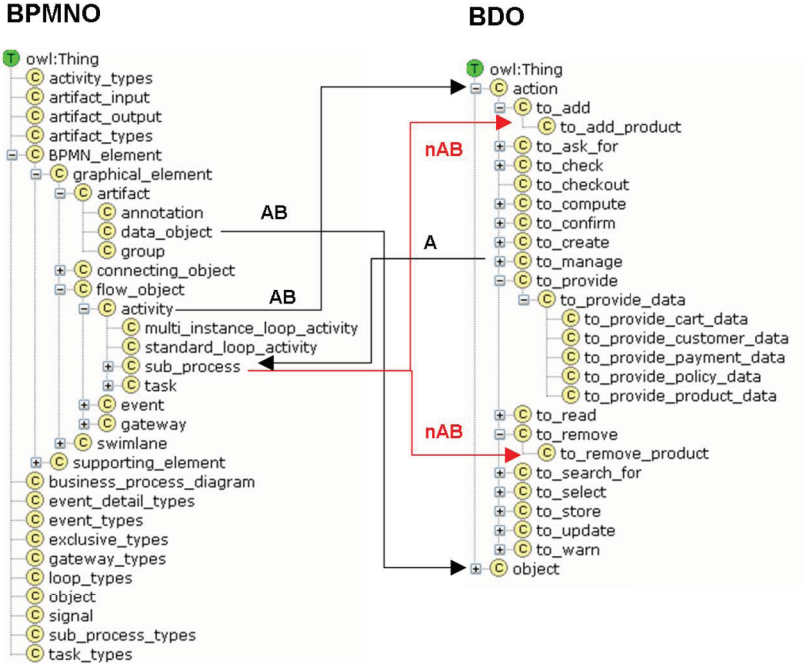 BPMNO
T owl:Thing
C activity_types
C artifact_input
C artifact_output
C artifact_types
C BPMN_element
C graphical_element
C artifact
C annotation
C data_object
C group
C connecting_object
C flow_object
C activity
C multi_instance_loop_activity
C standard_loop_activity
C sub_process
C task
C event
C gateway
C swimlane
C supporting_element
C business_process_diagram
C event_detail_types
C event_types
C exclusive_types
C gateway_types
C loop_types
C object
C signal
C sub_process_types
C task_types
AB
AB
nAB
A
nAB
BDO
T owl:Thing
C action
C to_add
C to_add_product
C to_ask_for
C to_check
C to_checkout
C to_compute
C to_confirm
C to_create
C to_manage
C to_provide
C to_provide_data
C to_provide_cart_data
C to_provide_customer_data
C to_provide_payment_data
C to_provide_policy_data
C to_provide_product_data
C to_read
C to_remove
C to_remove_product
C to_search_for
C to_select
C to_store
C to_update
C to_warn
C object